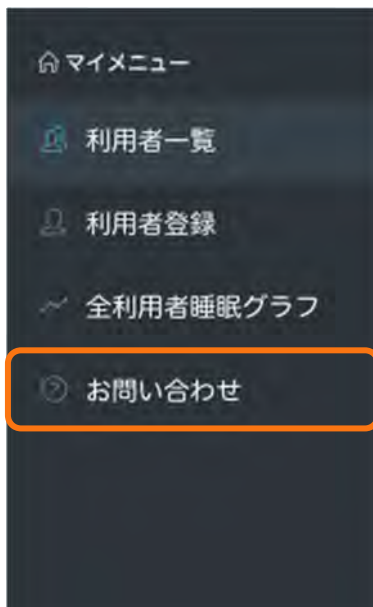 マイメニュー
利用者一覧
利用者登録
全利用者睡眠グラフ
お問い合わせ